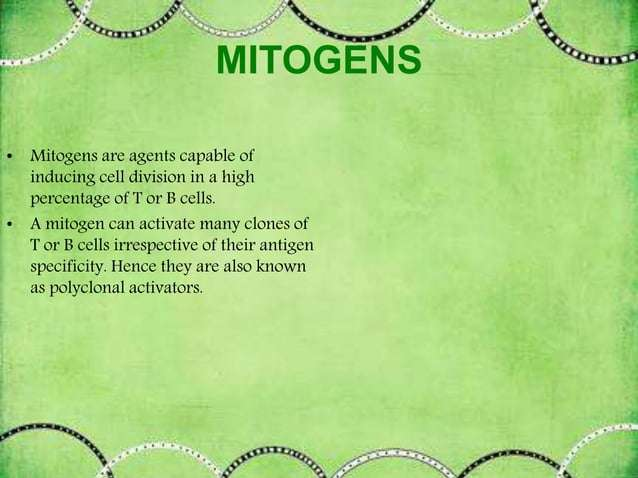 MITOGENS
• Mitogens are agents capable of
inducing cell division in a high
percentage of T or B cells.
• A mitogen can activate many clones of
T or B cells irrespective of their antigen
specificity. Hence they are also known
as polyclonal activators.